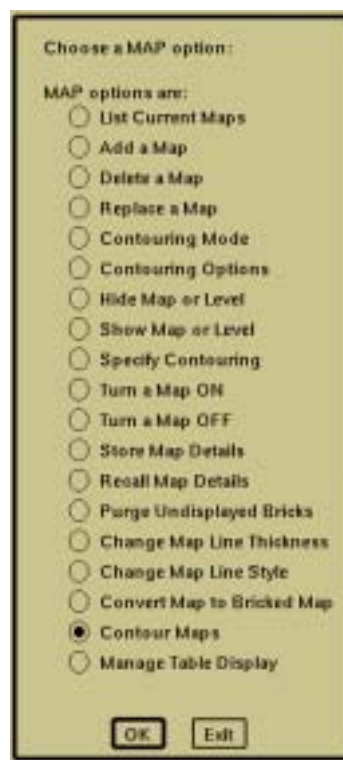 Choose a MAP option:
MAP options are:
List Current Maps
Add a Map
Delete a Map
Replace a Map
Contouring Mode
Contouring Options
Hide Map or Level
Show Map or Level
Specify Contouring
Turn a Map ON
Turn a Map OFF
Store Map Details
Recall Map Details
Purge Undisplayed Bricks
Change Map Line Thickness
Change Map Line Style
Convert Map to Bricked Map
Contour Maps
Manage Table Display
OK Exit